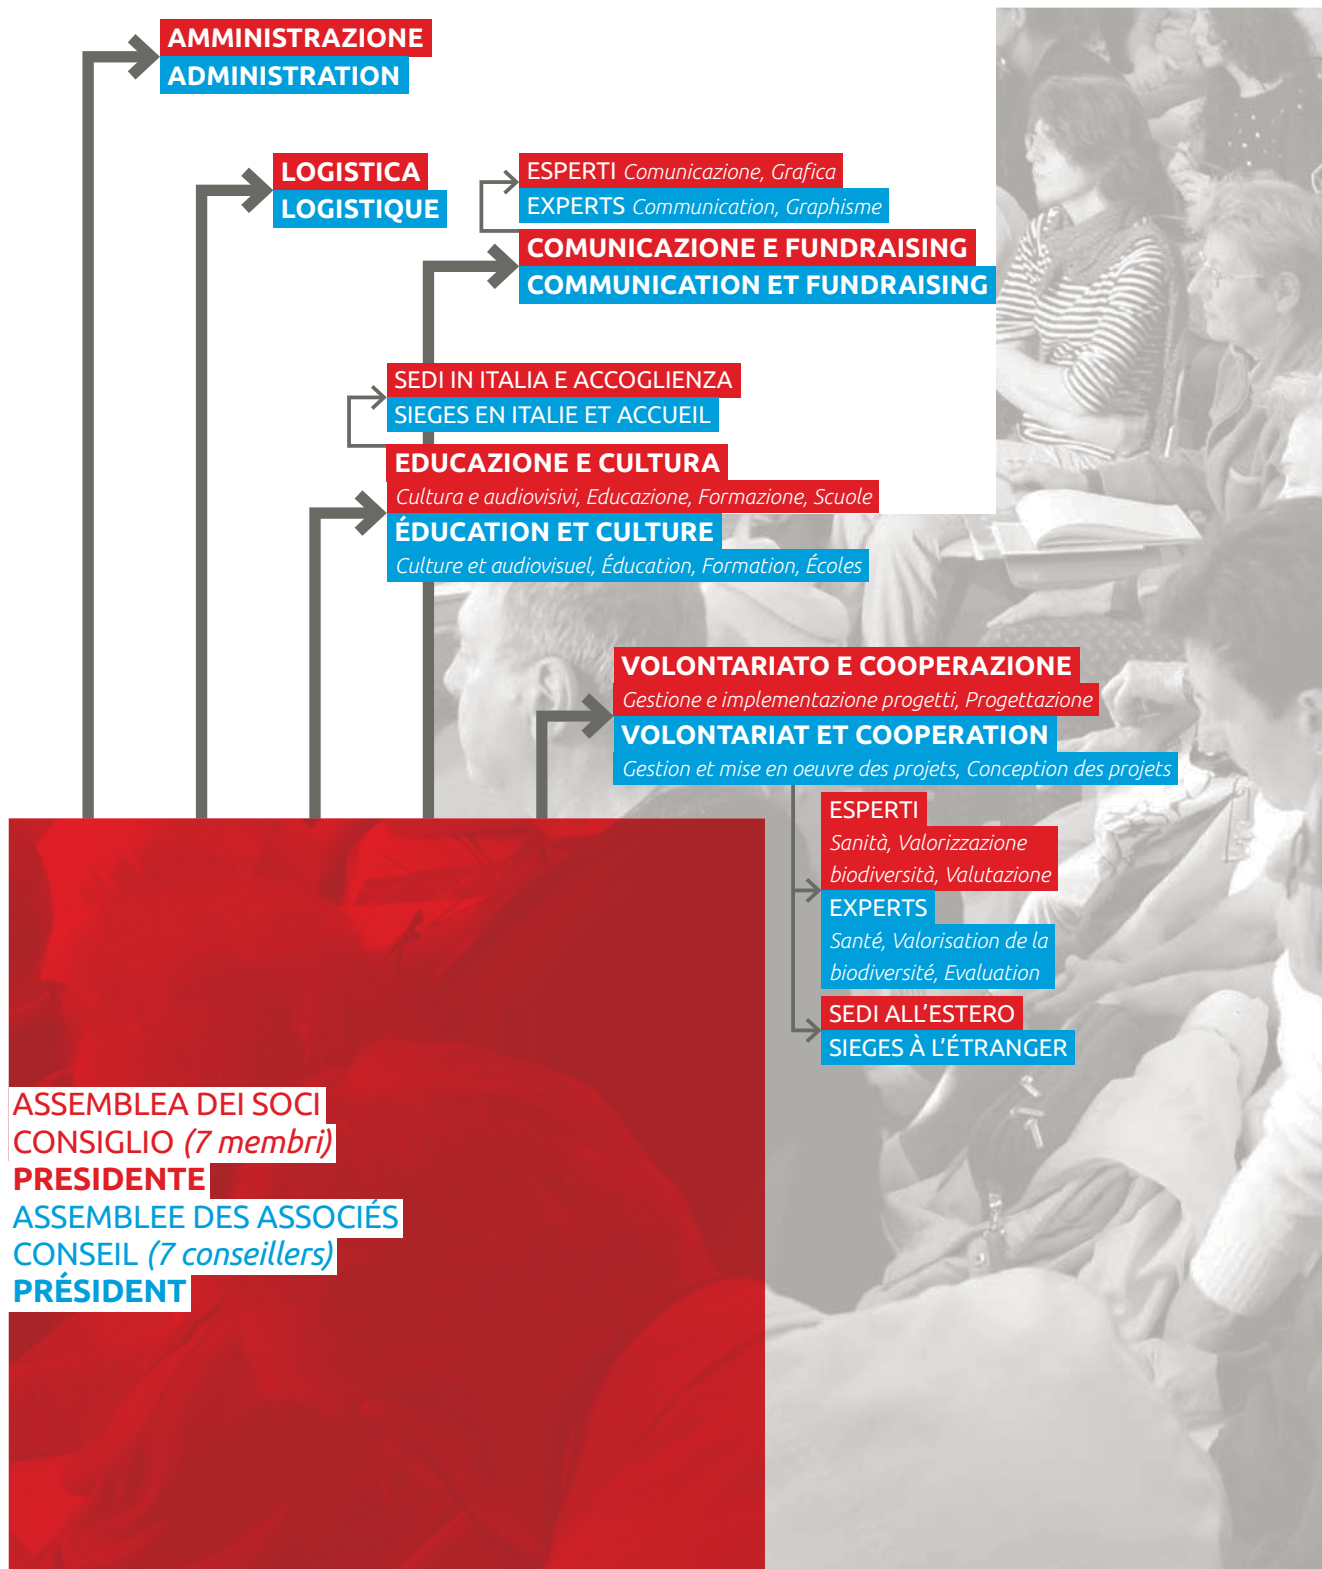 AMMINISTRAZIONE
ADMINISTRATION
LOGISTICA
LOGISTIQUE
ESPERTI Comunicazione, Grafica
EXPERTS Communication, Graphisme
COMUNICAZIONE E FUNDRAISING
COMMUNICATION ET FUNDRAISING
SEDI IN ITALIA E ACCOGLIENZA
SIEGES EN ITALIE ET ACCUEIL
EDUCAZIONE E CULTURA
Cultura e audiovisivi, Educazione, Formazione, Scuole
ÉDUCATION ET CULTURE
Culture et audiovisuel, Éducation, Formation, Écoles
VOLONTARIATO E COOPERAZIONE
Gestione e implementazione progetti, Progettazione
VOLONTARIAT ET COOPERATION
Gestion et mise en oeuvre des projets, Conception des projets
ESPERTI
Sanità, Valorizzazione
biodiversità, Valutazione
EXPERTS
Santé, Valorisation de la
biodiversité, Evaluation
SEDI ALL'ESTERO
SIEGES À L'ÉTRANGER
ASSEMBLEA DEI SOCI
CONSIGLIO (7 membri)
PRESIDENTE
ASSEMBLEE DES ASSOCIÉS
CONSEIL (7 conseillers)
PRÉSIDENT